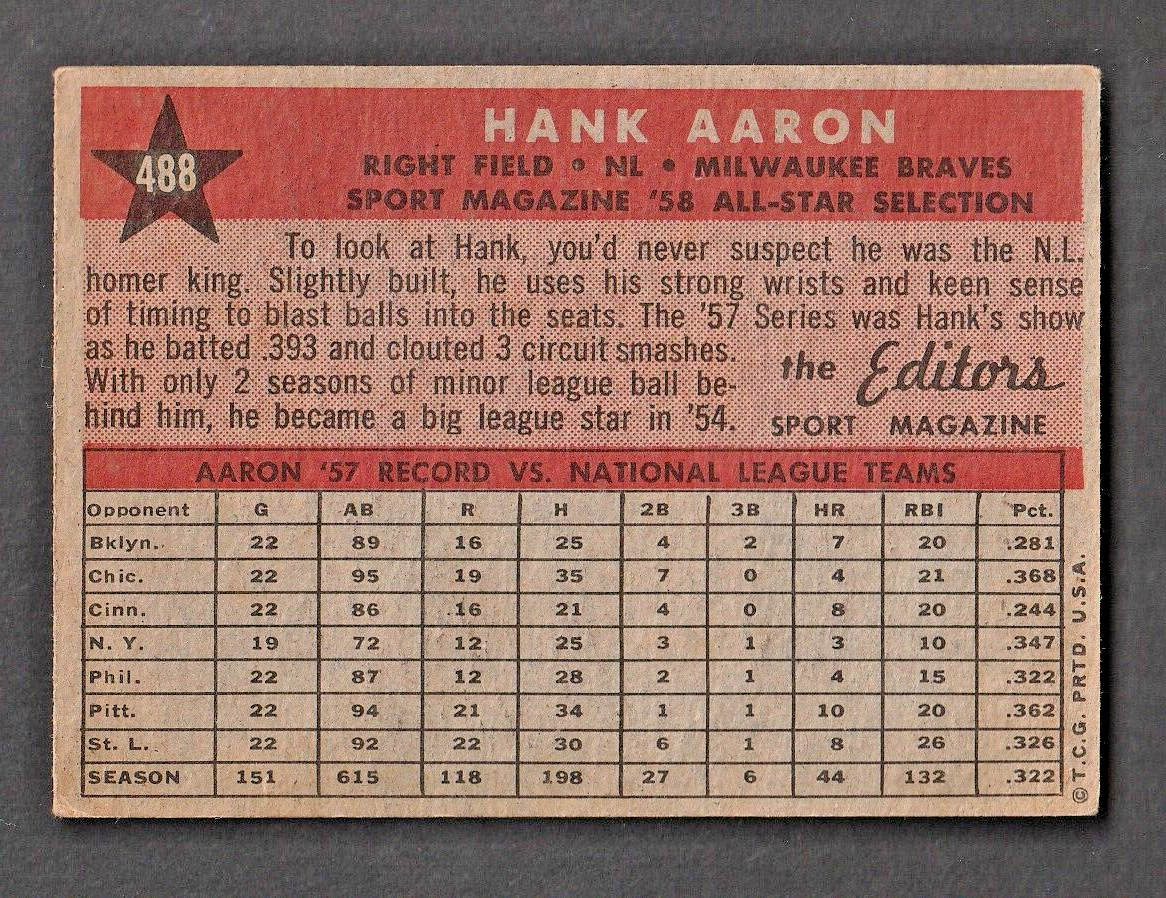 488
HANK AARON
RIGHT FIELD • NL • MILWAUKEE BRAVES
SPORT MAGAZINE '58 ALL-STAR SELECTION
To look at Hank, you'd never suspect he was the N.L.
homer king. Slightly built, he uses his strong wrists and keen sense
of timing to blast balls into the seats. The '57 Series was Hank's show
as he batted .393 and clouted 3 circuit smashes.
With only 2 seasons of minor league ball be-
hind him, he became a big league star in '54.
the Editors
SPORT MAGAZINE
AARON '57 RECORD VS. NATIONAL LEAGUE TEAMS
Opponent G AB R H 2B 3B HR RBI Pct.
Bklyn. 22 89 16 25 4 2 7 20 .281
Chic. 22 95 19 35 7 0 4 21 .368
Cinn. 22 86 16 21 4 0 8 20 .244
N. Y. 19 72 12 25 3 1 3 10 .347
Phil. 22 87 12 28 2 1 4 15 .322
Pitt. 22 94 21 34 1 1 10 20 .362
St. L. 22 92 22 30 6 1 8 26 .326
SEASON 151 615 118 198 27 6 44 132 .322
© T.C.G. PRTD. U.S.A.